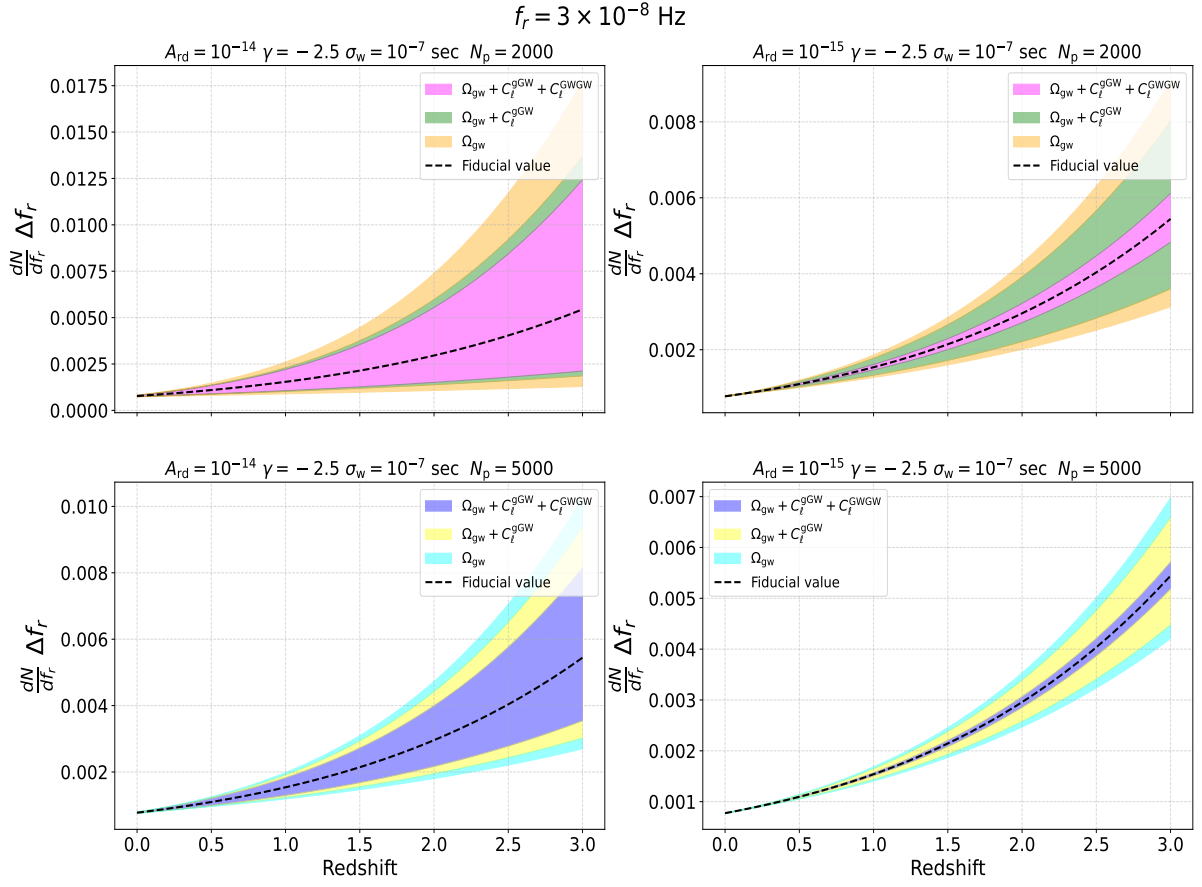 f_r = 3 × 10^{-8} Hz
A_rd = 10^{-14} γ = − 2.5 σ_w = 10^{-7} sec N_p = 2000
Ω_gw + C_ℓ^{gGW} + C_ℓ^{GWGW}
Ω_gw + C_ℓ^{gGW}
Ω_gw
Fiducial value
0.0175
0.0150
0.0125
0.0100
0.0075
0.0050
0.0025
0.0000
dN/df_r Δf_r
A_rd = 10^{-15} γ = − 2.5 σ_w = 10^{-7} sec N_p = 2000
Ω_gw + C_ℓ^{gGW} + C_ℓ^{GWGW}
Ω_gw + C_ℓ^{gGW}
Ω_gw
Fiducial value
0.008
0.006
0.004
0.002
dN/df_r Δf_r
A_rd = 10^{-14} γ = − 2.5 σ_w = 10^{-7} sec N_p = 5000
Ω_gw + C_ℓ^{gGW} + C_ℓ^{GWGW}
Ω_gw + C_ℓ^{gGW}
Ω_gw
Fiducial value
0.010
0.008
0.006
0.004
0.002
dN/df_r Δf_r
0.0 0.5 1.0 1.5 2.0 2.5 3.0
Redshift
A_rd = 10^{-15} γ = − 2.5 σ_w = 10^{-7} sec N_p = 5000
Ω_gw + C_ℓ^{gGW} + C_ℓ^{GWGW}
Ω_gw + C_ℓ^{gGW}
Ω_gw
Fiducial value
0.007
0.006
0.005
0.004
0.003
0.002
0.001
dN/df_r Δf_r
0.0 0.5 1.0 1.5 2.0 2.5 3.0
Redshift